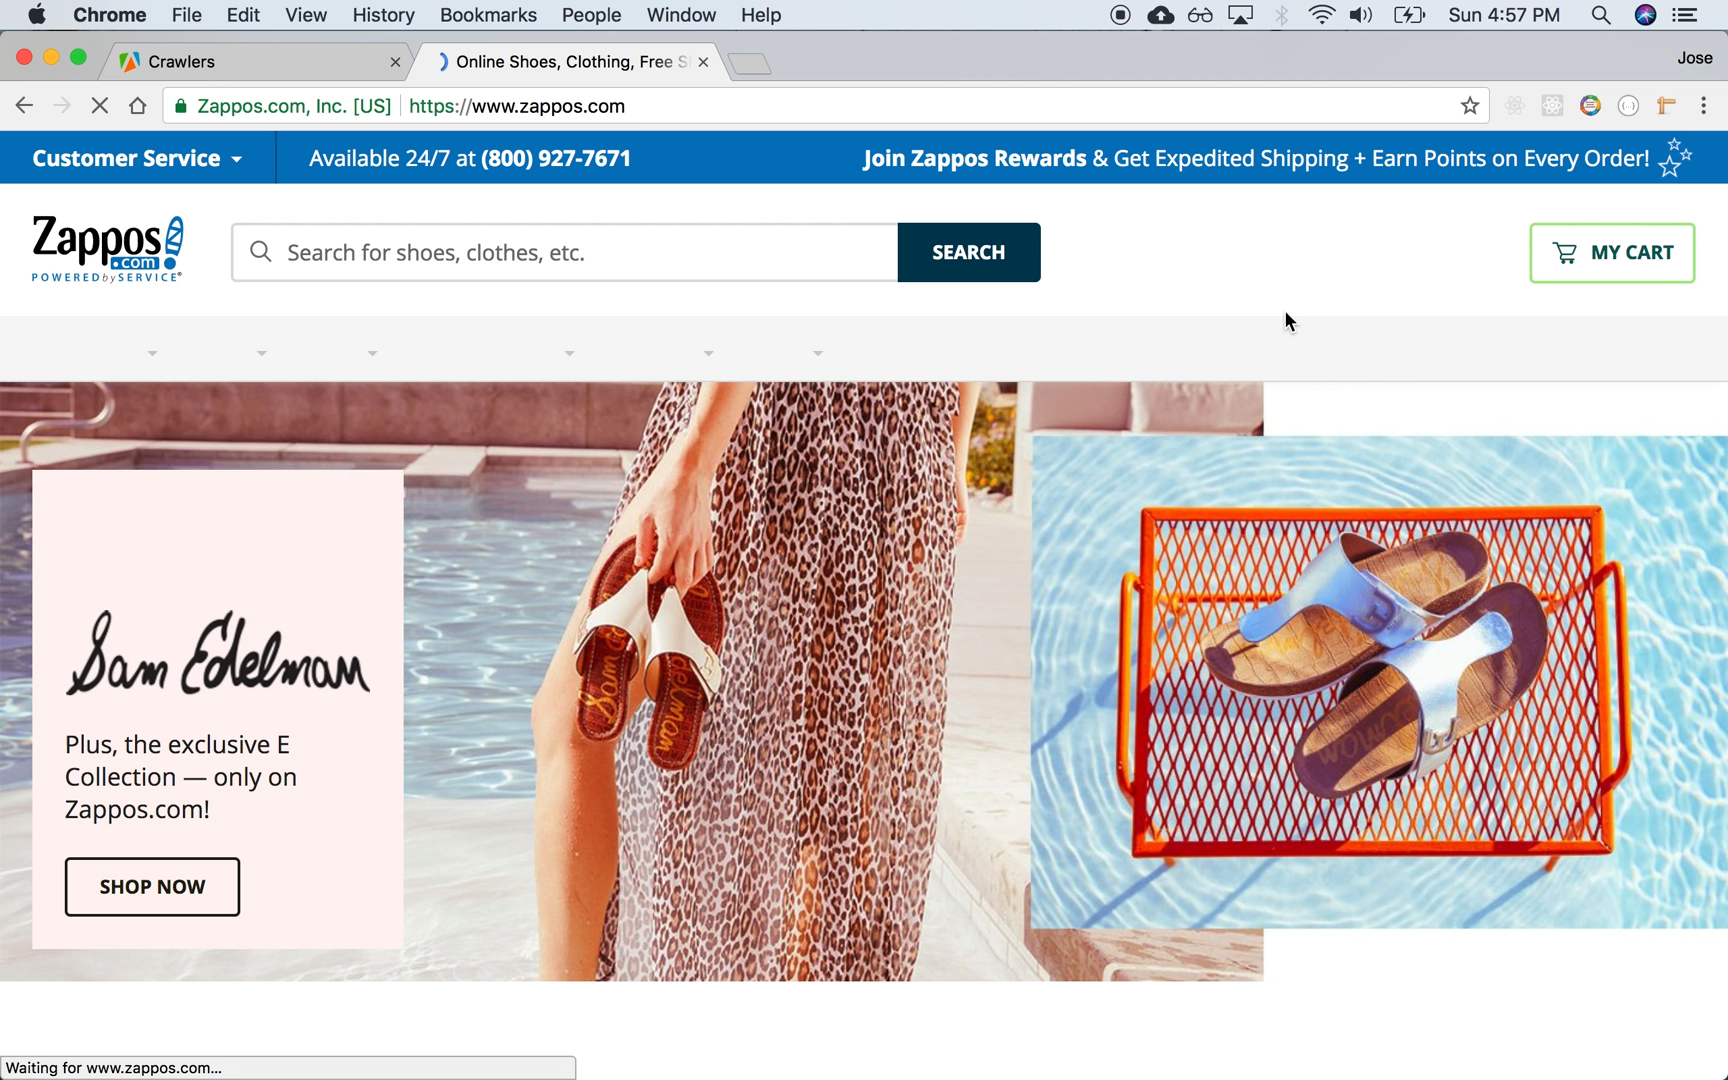 Chrome File Edit View History Bookmarks People Window Help Sun 4:57 PM
Crawlers Online Shoes, Clothing, Free S Jose
Zappos.com, Inc. [US] https://www.zappos.com
Customer Service Available 24/7 at (800) 927-7671 Join Zappos Rewards & Get Expedited Shipping + Earn Points on Every Order!
Zappos
.com
POWERED by SERVICE®
Search for shoes, clothes, etc. SEARCH MY CART
Sam Edelman
Plus, the exclusive E
Collection — only on
Zappos.com!
SHOP NOW
Waiting for www.zappos.com...